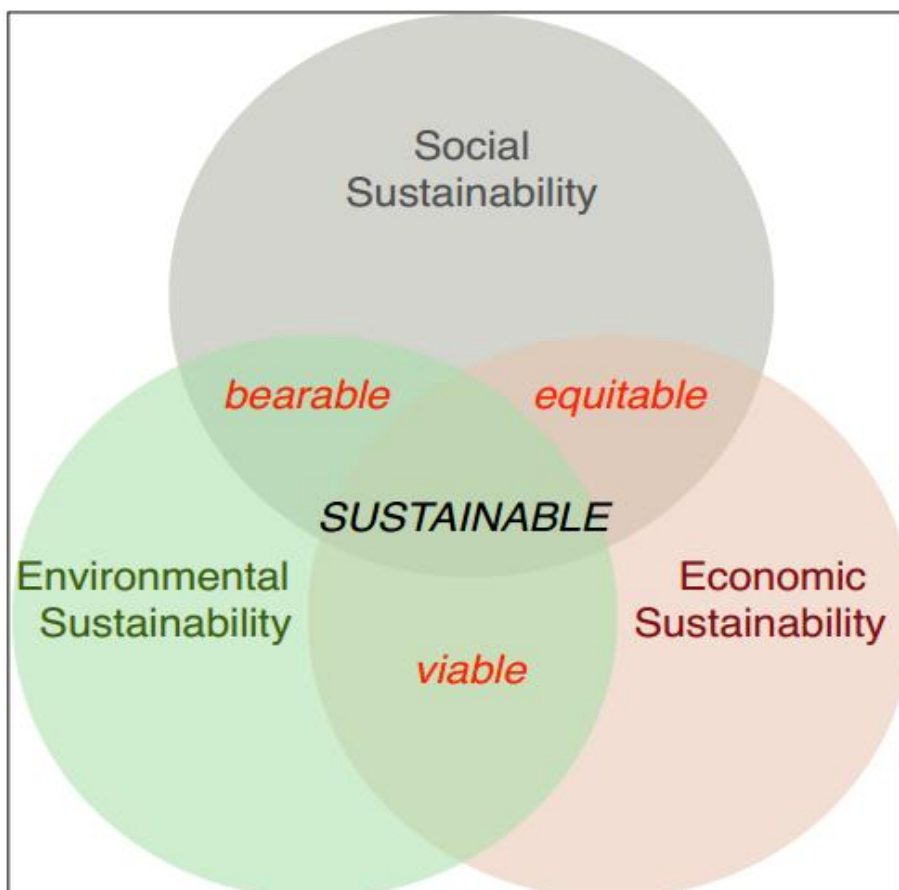 Social
Sustainability
bearable
equitable
SUSTAINABLE
Environmental
Sustainability
Economic
Sustainability
viable